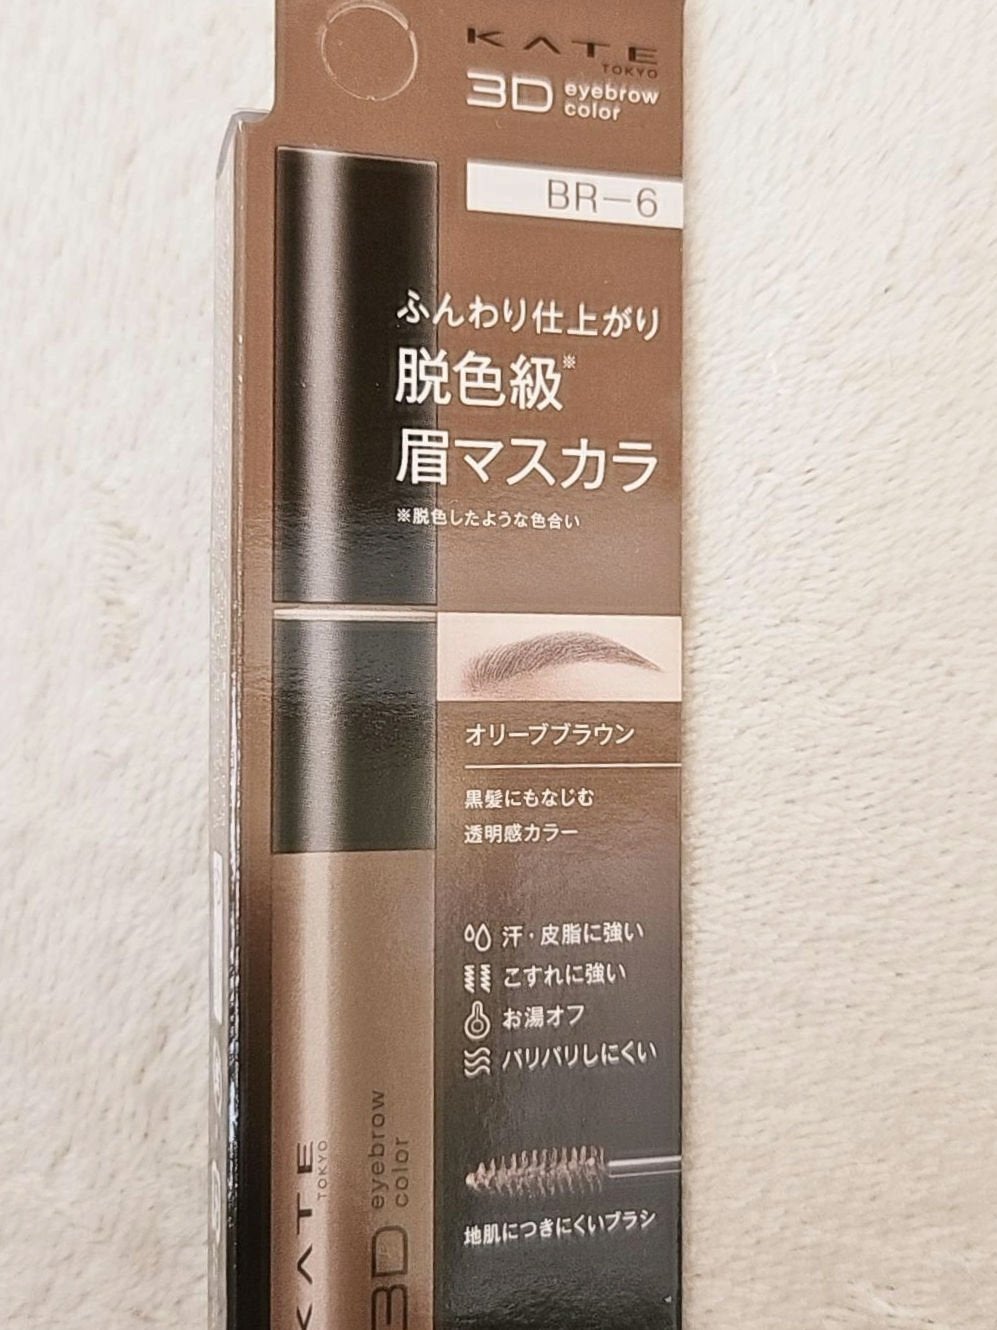 KATE
TOKYO
3D eyebrow color
BR-6
ふんわり仕上がり
脱色級※
眉マスカラ
※脱色したような色合い
オリーブブラウン
黒髪にもなじむ
透明感カラー
汗・皮脂に強い
こすれに強い
お湯オフ
パリパリしにくい
地肌につきにくいブラシ
KATE
TOKYO
3D eyebrow color